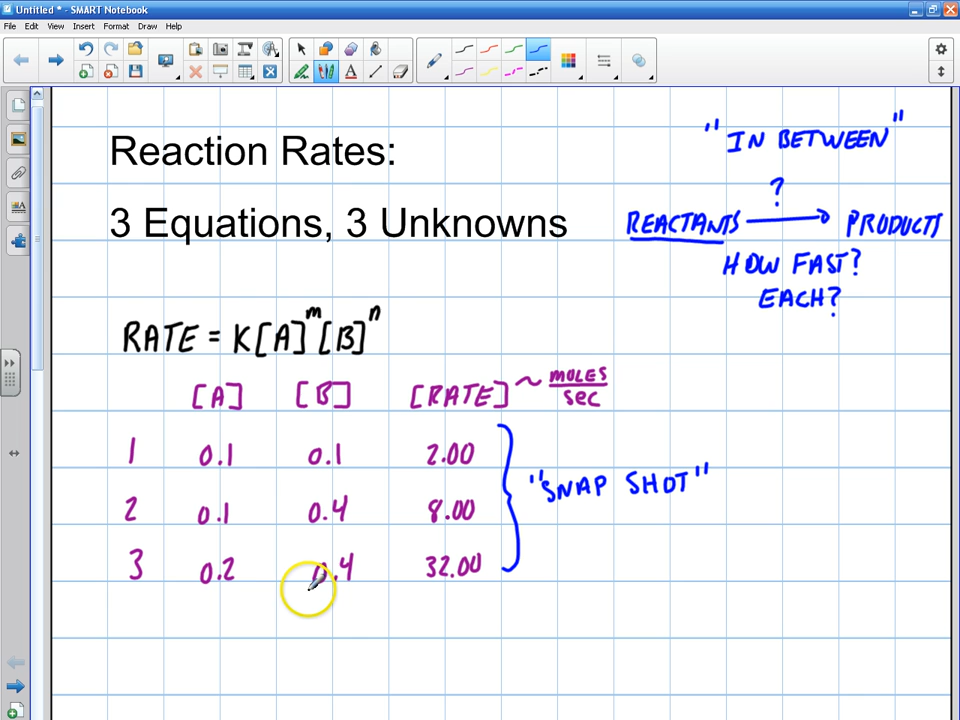 Untitled * - SMART Notebook
File Edit View Insert Format Draw Help
Reaction Rates:
3 Equations, 3 Unknowns
"IN BETWEEN"
?
REACTANTS PRODUCTS
HOW FAST?
EACH?
RATE = K[A]^m[B]^n
[A] [B] [RATE] ~ MOLES
SEC
1 0.1 0.1 2.00
2 0.1 0.4 8.00
3 0.2 0.4 32.00
"SNAP SHOT"